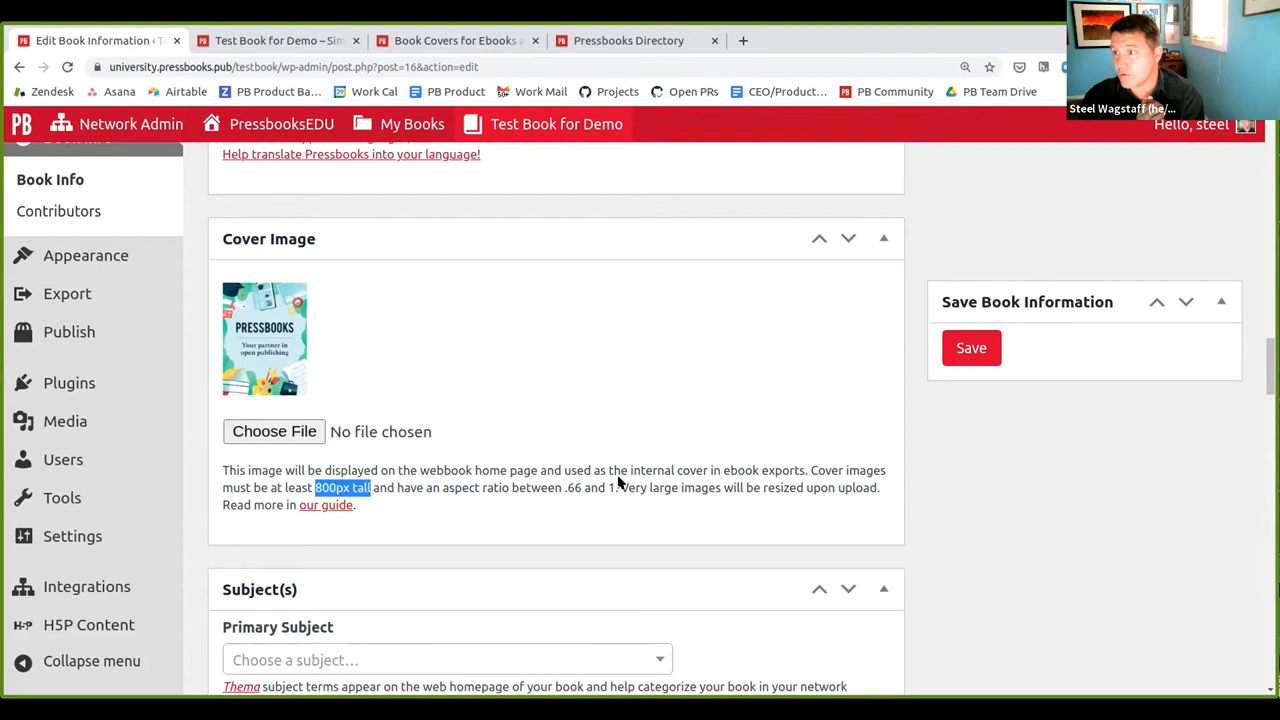 Edit Book Information ‹ T
Test Book for Demo – Sim
Book Covers for Ebooks a
Pressbooks Directory
university.pressbooks.pub/testbook/wp-admin/post.php?post=16&action=edit
Zendesk
Asana
Airtable
PB Product Ba...
Work Cal
PB Product
Work Mail
Projects
Open PRs
CEO/Product...
PB Community
PB Team Drive
Steel Wagstaff (he/...
PB
Network Admin
PressbooksEDU
My Books
Test Book for Demo
Hello, steel
Book Info
Contributors
Appearance
Export
Publish
Plugins
Media
Users
Tools
Settings
Integrations
H5P Content
Collapse menu
Help translate Pressbooks into your language!
Cover Image
PRESSBOOKS
Your partner in
open publishing
Choose File No file chosen
This image will be displayed on the webbook home page and used as the internal cover in ebook exports. Cover images
must be at least 800px tall and have an aspect ratio between .66 and 1. Very large images will be resized upon upload.
Read more in our guide.
Subject(s)
Primary Subject
Choose a subject...
Thema subject terms appear on the web homepage of your book and help categorize your book in your network
Save Book Information
Save